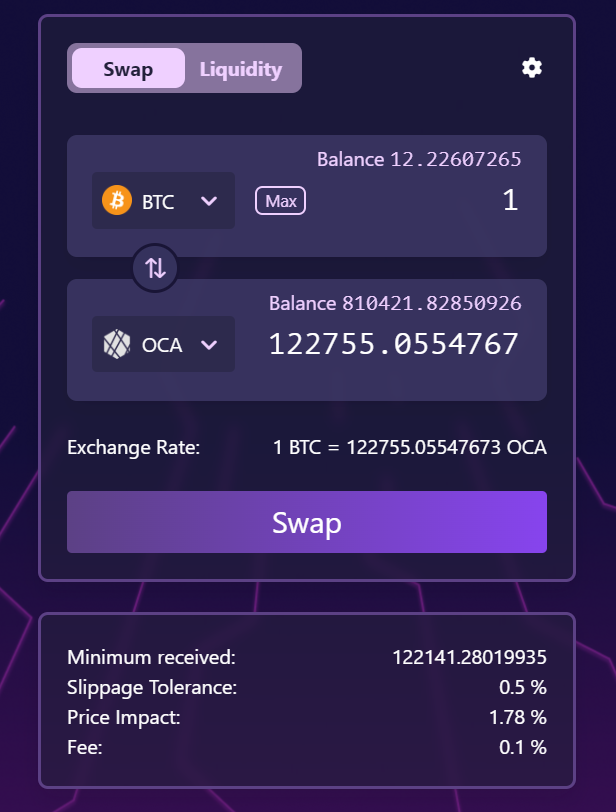 Swap Liquidity
Balance 12.22607265
BTC Max 1
Balance 810421.82850926
OCA 122755.0554767
Exchange Rate: 1 BTC = 122755.05547673 OCA
Swap
Minimum received: 122141.28019935
Slippage Tolerance: 0.5 %
Price Impact: 1.78 %
Fee: 0.1 %